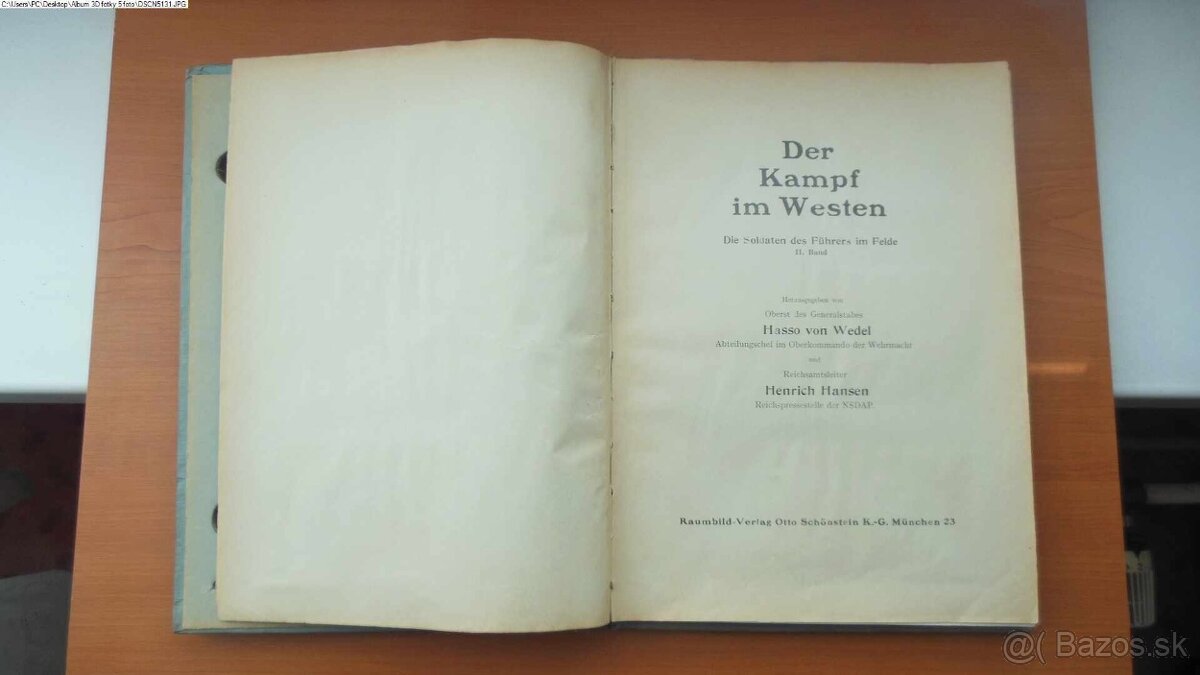 C:\Users\PC\Desktop\Album 3D fotky 5 foto\DSCN5131.JPG
Der
Kampf
im Westen
Die Soldaten des Führers im Felde
II. Band
Herausgegeben von
Oberst des Generalstabes
Hasso von Wedel
Abteilungschef im Oberkommando der Wehrmacht
und
Reichsamtsleiter
Henrich Hansen
Reichspressestelle der NSDAP.
Raumbild-Verlag Otto Schönstein K.-G. München 23
@( Bazos.sk